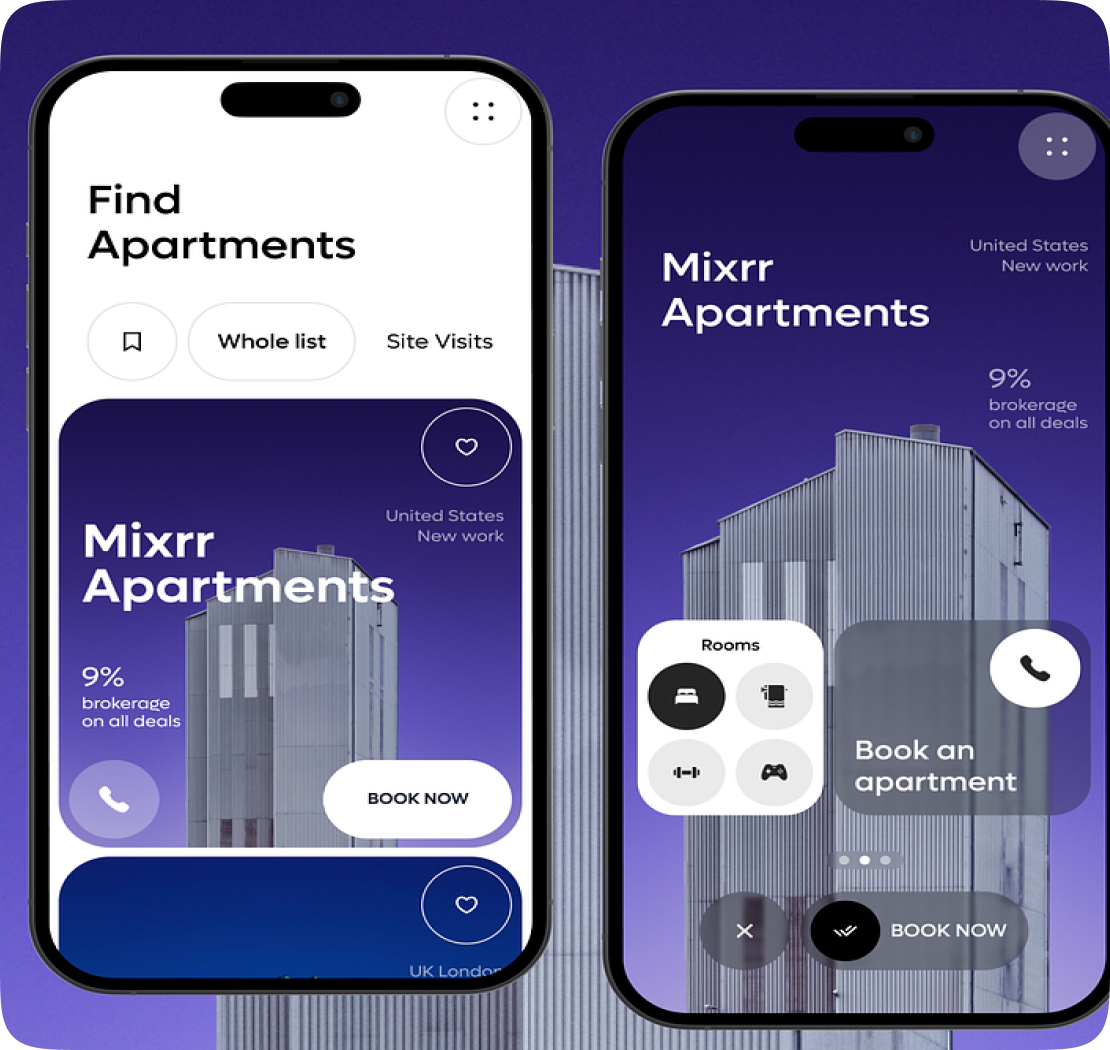 Find
Apartments
Whole list
Site Visits
United States
New work
Mixrr
Apartments
9%
brokerage
on all deals
BOOK NOW
UK London
United States
New work
Mixrr
Apartments
9%
brokerage
on all deals
Rooms
Book an
apartment
BOOK NOW